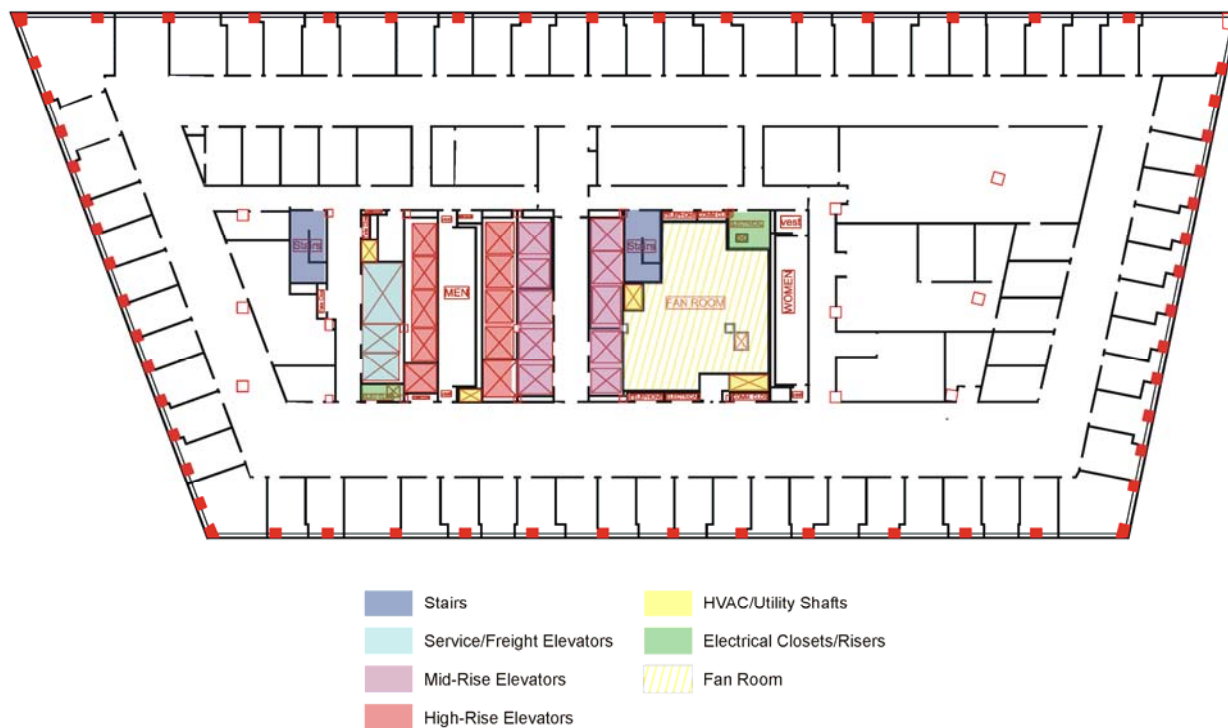 vest
Stairs
Stairs
MEN
FAN ROOM
WOMEN
Stairs
HVAC/Utility Shafts
Service/Freight Elevators
Electrical Closets/Risers
Mid-Rise Elevators
Fan Room
High-Rise Elevators